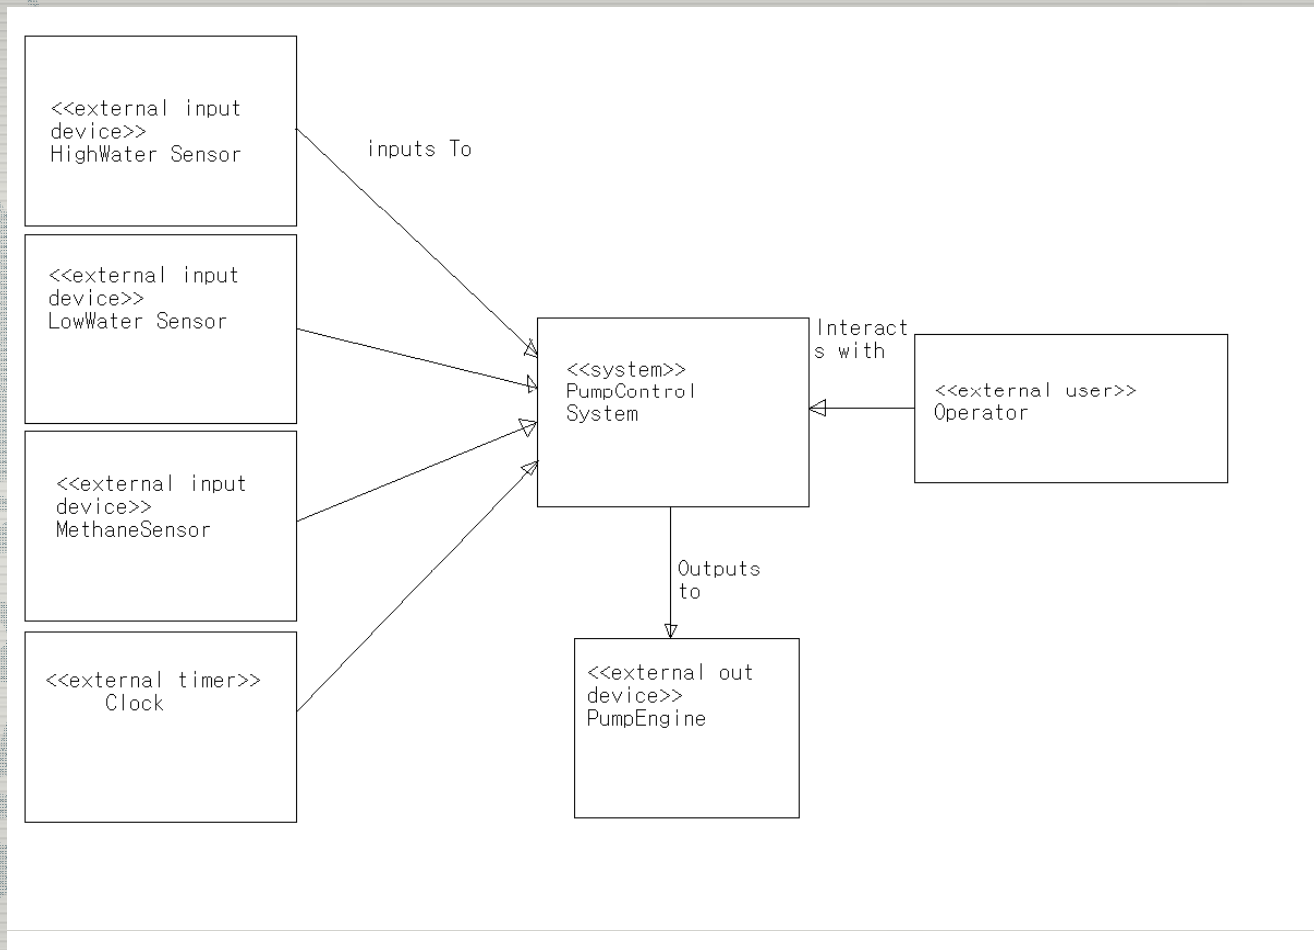 <<external input
device>>
HighWater Sensor
inputs To
<<external input
device>>
LowWater Sensor
<<system>>
PumpControl
System
Interact
s with
<<external user>>
Operator
<<external input
device>>
MethaneSensor
Outputs
to
<<external timer>>
Clock
<<external out
device>>
PumpEngine